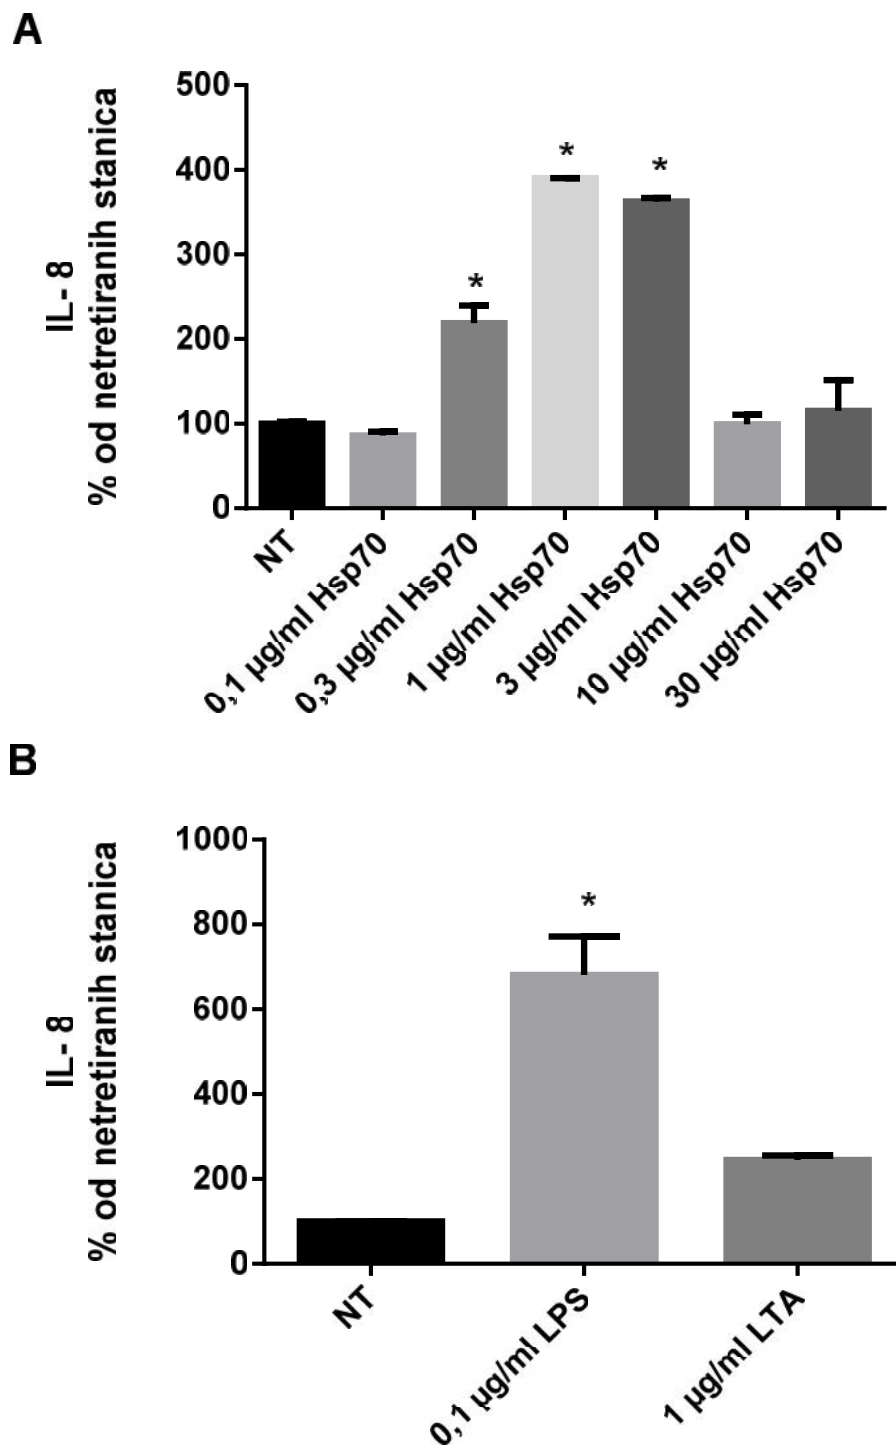 A
IL- 8
% od netretiranih stanica
500
400
300
200
100
0
*
*
*
NT
0,1 µg/ml Hsp70
0,3 µg/ml Hsp70
1 µg/ml Hsp70
3 µg/ml Hsp70
10 µg/ml Hsp70
30 µg/ml Hsp70
B
IL- 8
% od netretiranih stanica
1000
800
600
400
200
0
*
NT
0,1 µg/ml LPS
1 µg/ml LTA